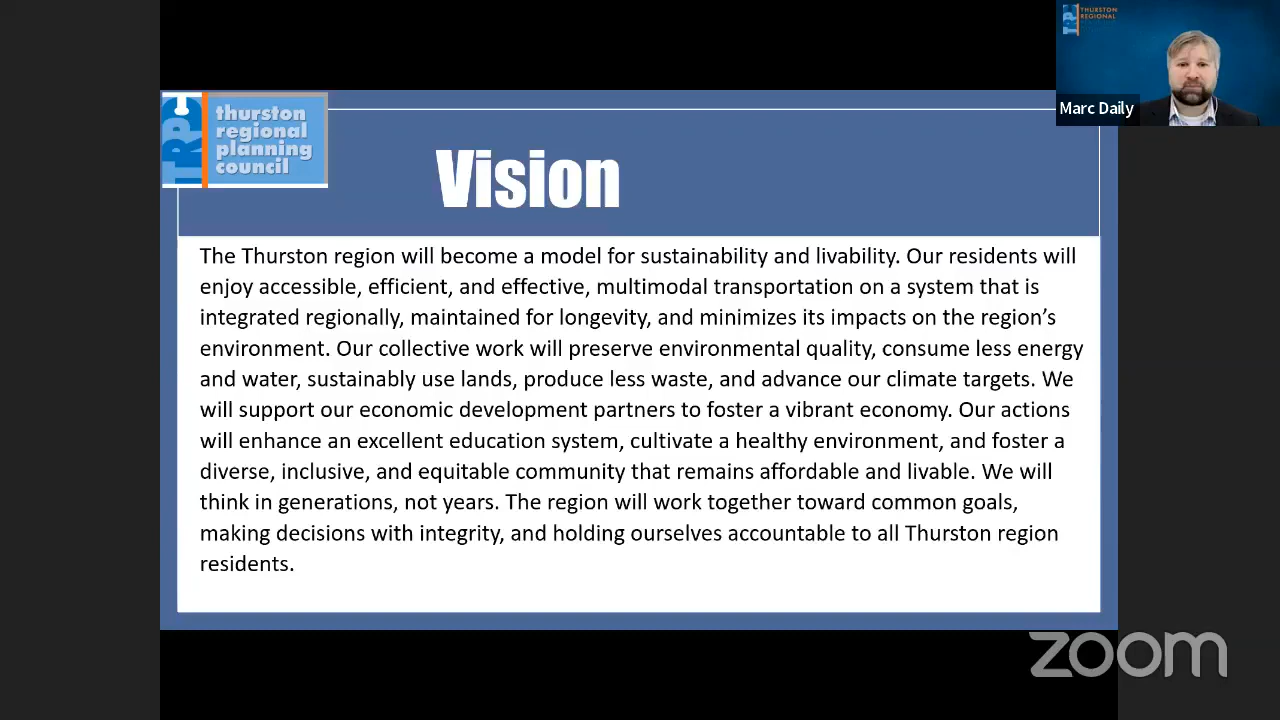 TRPC
THURSTON
REGIONAL
Marc Daily
TRPC
thurston
regional
planning
council
Vision
The Thurston region will become a model for sustainability and livability. Our residents will
enjoy accessible, efficient, and effective, multimodal transportation on a system that is
integrated regionally, maintained for longevity, and minimizes its impacts on the region’s
environment. Our collective work will preserve environmental quality, consume less energy
and water, sustainably use lands, produce less waste, and advance our climate targets. We
will support our economic development partners to foster a vibrant economy. Our actions
will enhance an excellent education system, cultivate a healthy environment, and foster a
diverse, inclusive, and equitable community that remains affordable and livable. We will
think in generations, not years. The region will work together toward common goals,
making decisions with integrity, and holding ourselves accountable to all Thurston region
residents.
zoom